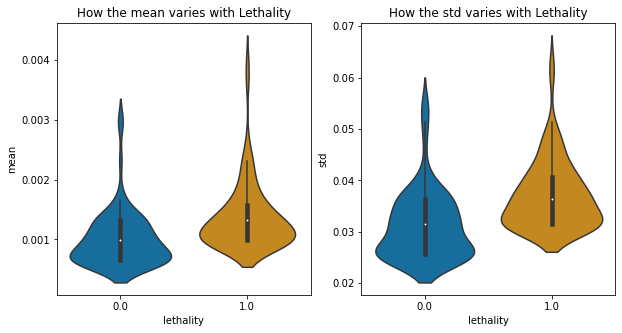 How the mean varies with Lethality
0.004
0.003
0.002
0.001
mean
0.0
1.0
lethality
How the std varies with Lethality
0.07
0.06
0.05
0.04
0.03
0.02
std
0.0
1.0
lethality